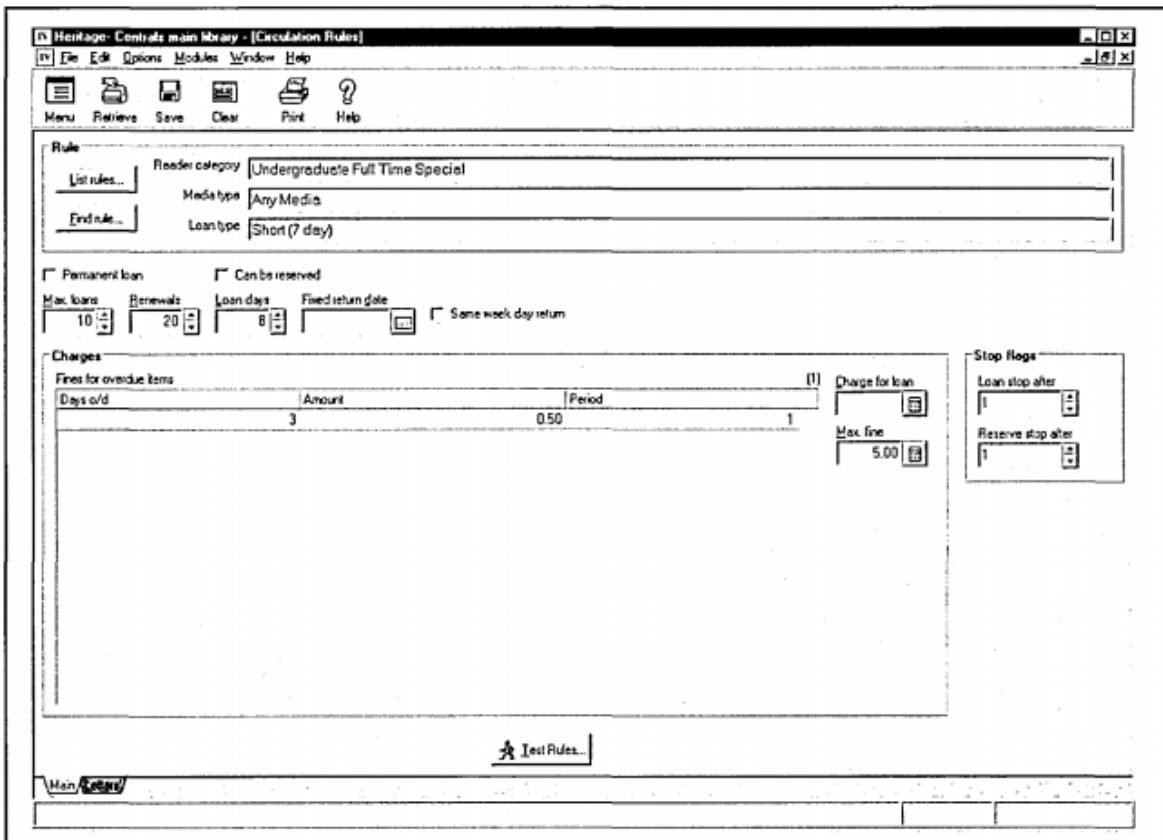 Heritage- Centrals main library - [Circulation Rules]
File Edit Options Modules Window Help
Menu Retrieve Save Clear Print Help
Rule
List rules... Reader category Undergraduate Full Time Special
Media type Any Media
Find rule... Loan type Short (7 day)
Permanent loan Can be reserved
Max. loans Renewals Loan days Fixed return date
10 20 8 Same week day return
Charges Stop flags
Fines for overdue items [1] Charge for loan Loan stop after
Days o/d Amount Period 1
3 0.50 1
Max. fine Reserve stop after
5.00 1
Test Rules...
Main Letters